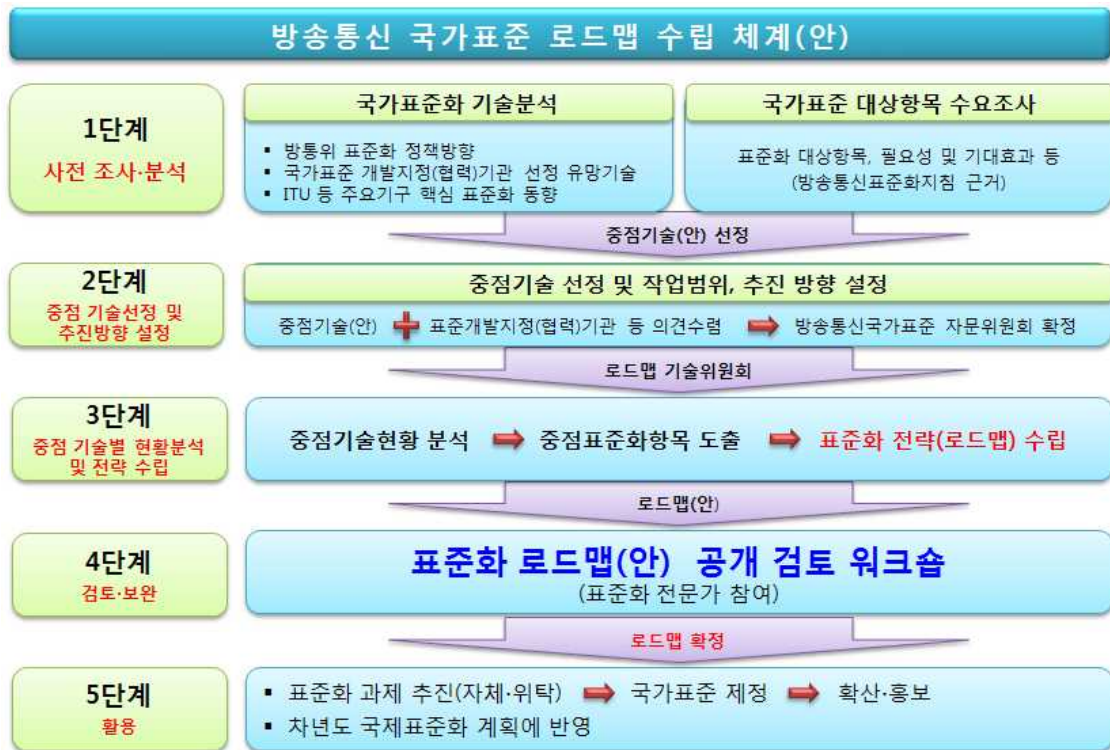 방송통신 국가표준 로드맵 수립 체계(안)
1단계
사전 조사·분석
국가표준화 기술분석
▪ 방통위 표준화 정책방향
▪ 국가표준 개발지정(협력)기관 선정 유망기술
▪ ITU 등 주요기구 핵심 표준화 동향
국가표준 대상항목 수요조사
표준화 대상항목, 필요성 및 기대효과 등
(방송통신표준화지침 근거)
중점기술(안) 선정
2단계
중점 기술선정 및
추진방향 설정
중점기술 선정 및 작업범위, 추진 방향 설정
중점기술(안) 표준개발지정(협력)기관 등 의견수렴 방송통신국가표준 자문위원회 확정
로드맵 기술위원회
3단계
중점 기술별 현황분석
및 전략 수립
중점기술현황 분석 중점표준화항목 도출 표준화 전략(로드맵) 수립
로드맵(안)
4단계
검토·보완
표준화 로드맵(안) 공개 검토 워크숍
(표준화 전문가 참여)
로드맵 확정
5단계
활용
▪ 표준화 과제 추진(자체·위탁) 국가표준 제정 확산·홍보
▪ 차년도 국제표준화 계획에 반영